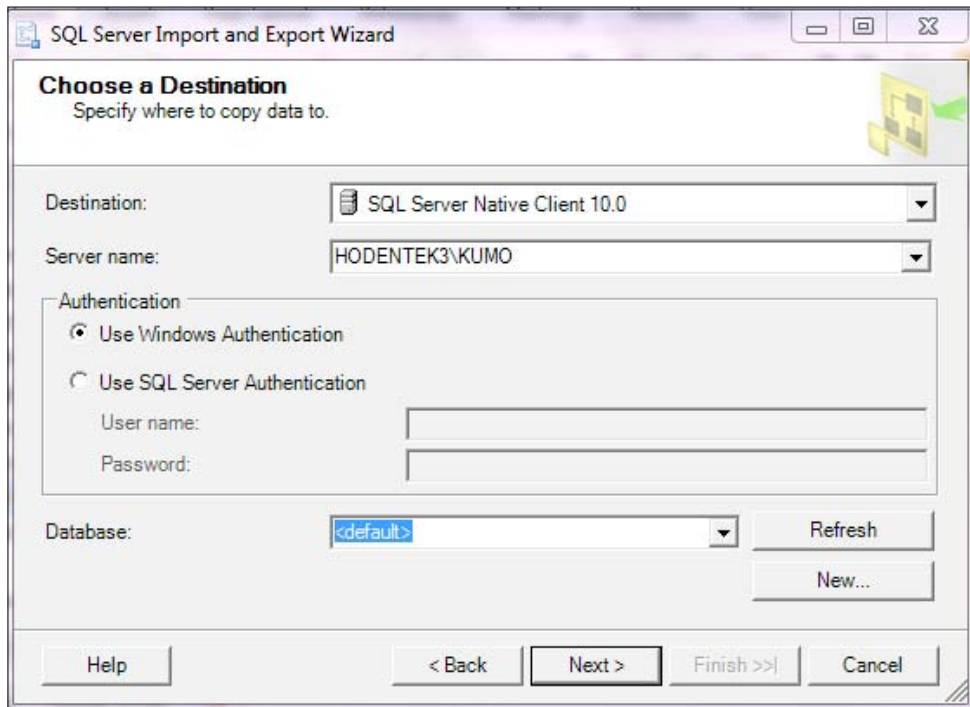 SQL Server Import and Export Wizard
Choose a Destination
Specify where to copy data to.
Destination:
SQL Server Native Client 10.0
Server name:
HODENTEK3\KUMO
Authentication
Use Windows Authentication
Use SQL Server Authentication
User name:
Password:
Database:
<default>
Refresh
New...
Help
< Back
Next >
Finish >>|
Cancel